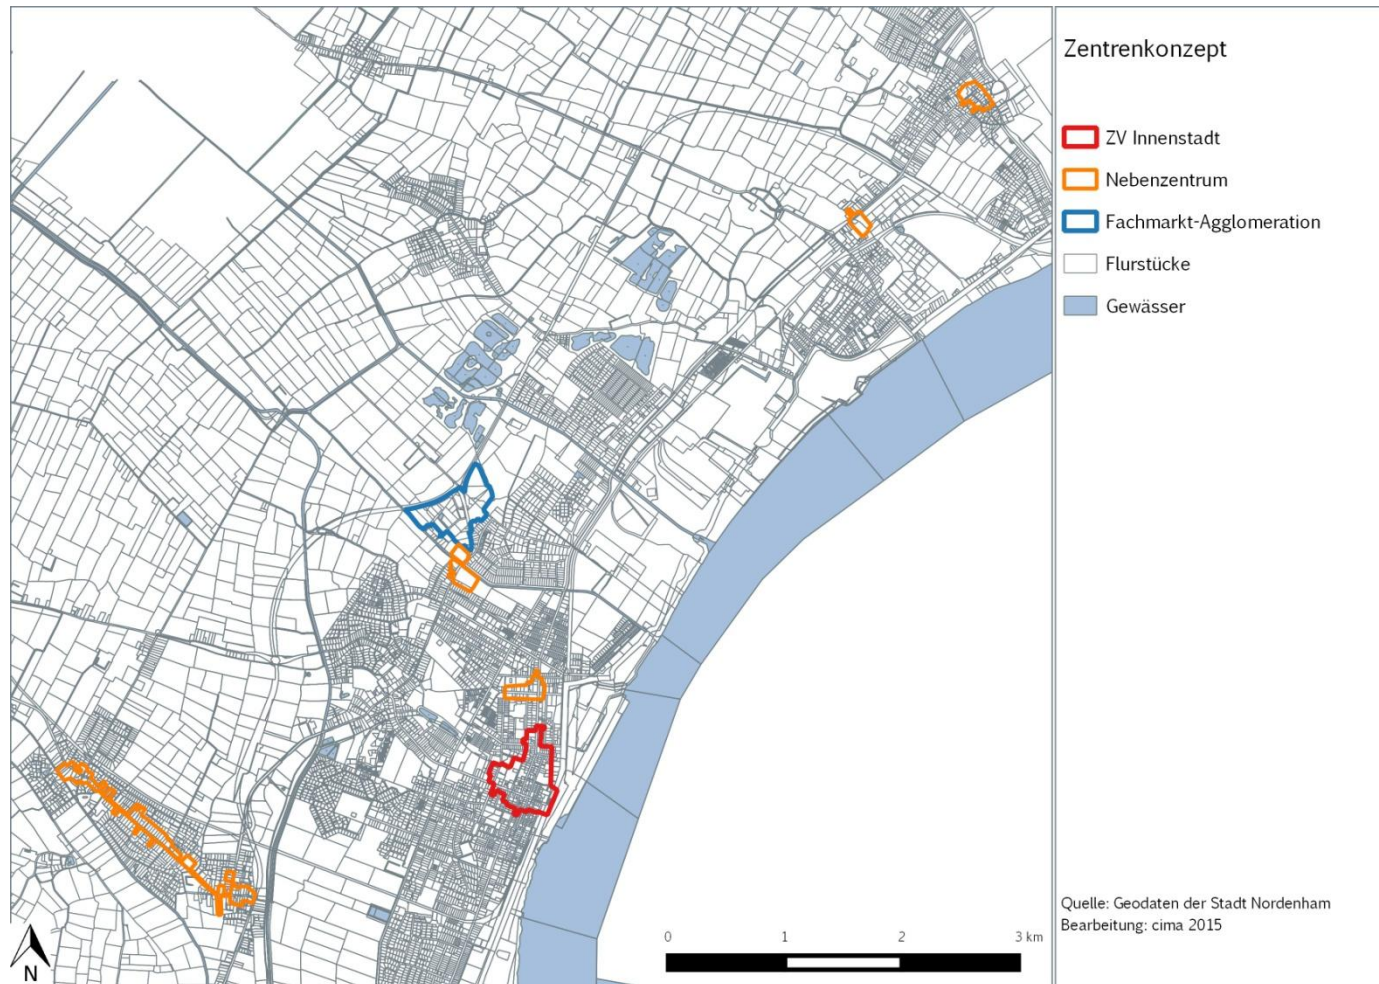 Zentrenkonzept
ZV Innenstadt
Nebenzentrum
Fachmarkt-Agglomeration
Flurstücke
Gewässer
Quelle: Geodaten der Stadt Nordenham
Bearbeitung: cima 2015
0 1 2 3 km
N